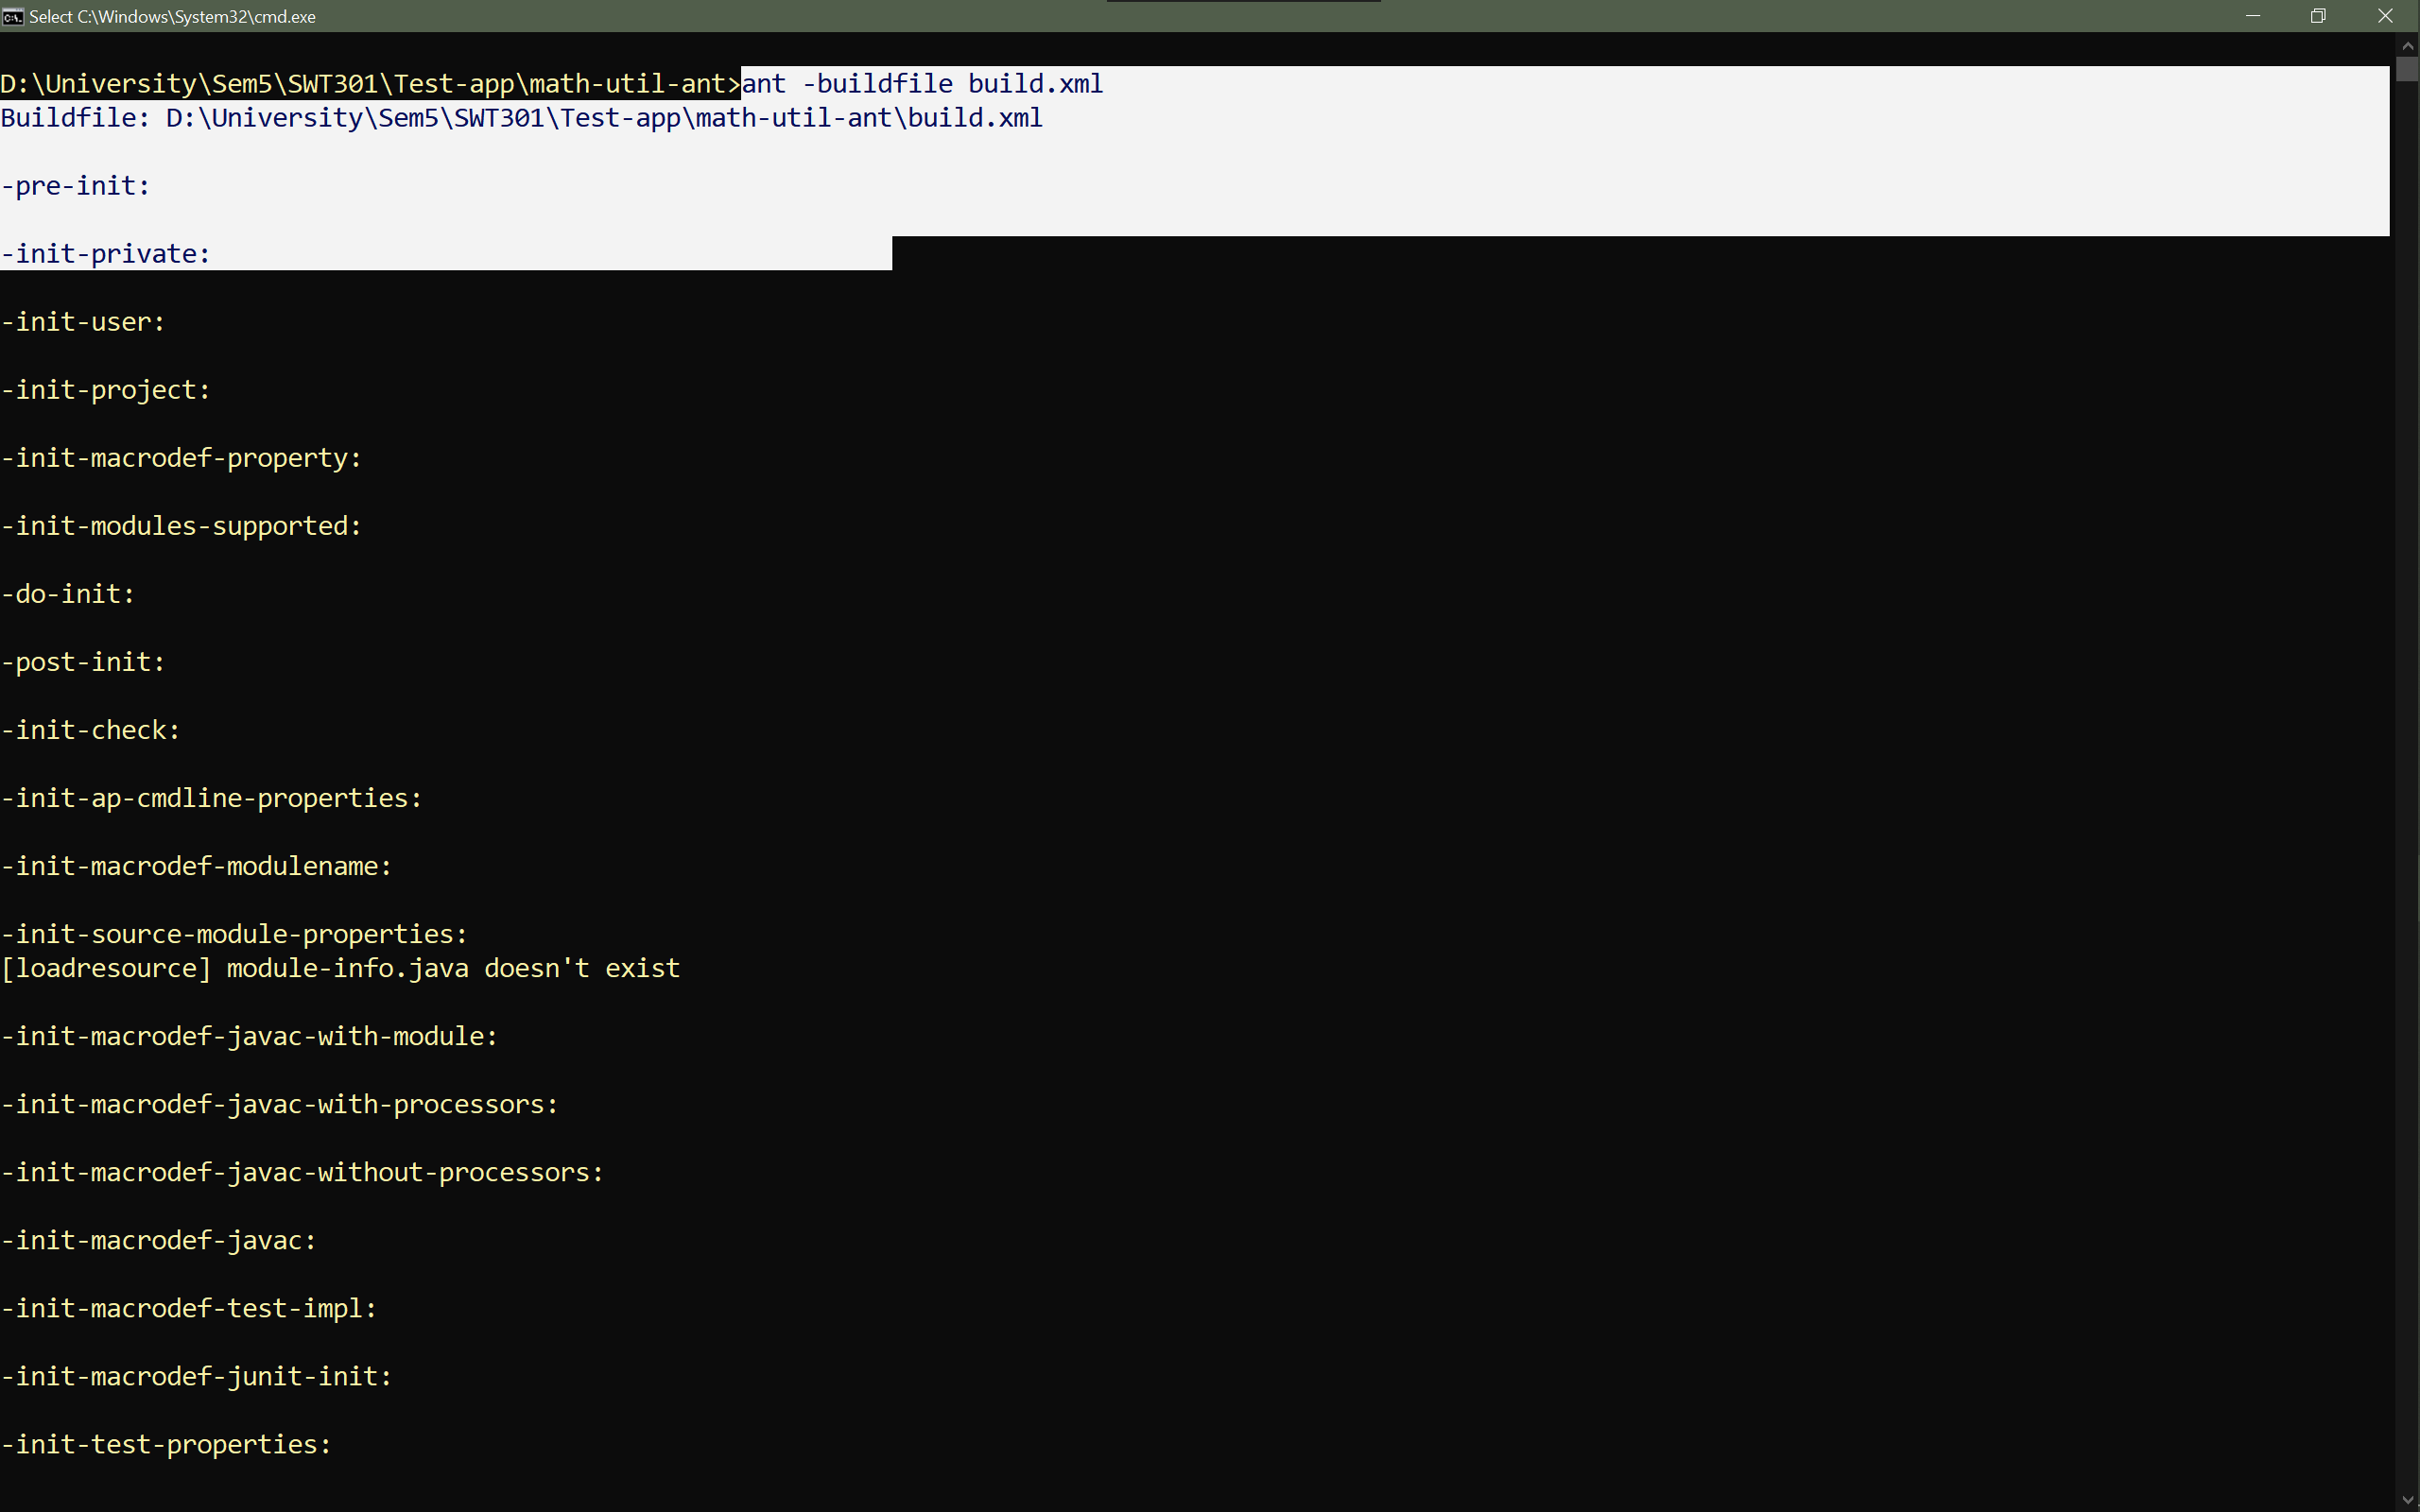 Select C:\Windows\System32\cmd.exe
D:\University\Sem5\SWT301\Test-app\math-util-ant>ant -buildfile build.xml
Buildfile: D:\University\Sem5\SWT301\Test-app\math-util-ant\build.xml
-pre-init:
-init-private:
-init-user:
-init-project:
-init-macrodef-property:
-init-modules-supported:
-do-init:
-post-init:
-init-check:
-init-ap-cmdline-properties:
-init-macrodef-modulename:
-init-source-module-properties:
[loadresource] module-info.java doesn't exist
-init-macrodef-javac-with-module:
-init-macrodef-javac-with-processors:
-init-macrodef-javac-without-processors:
-init-macrodef-javac:
-init-macrodef-test-impl:
-init-macrodef-junit-init:
-init-test-properties: